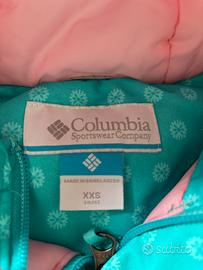 Columbia
Sportswear Company
MADE IN BANGLADESH
XXS
Subito